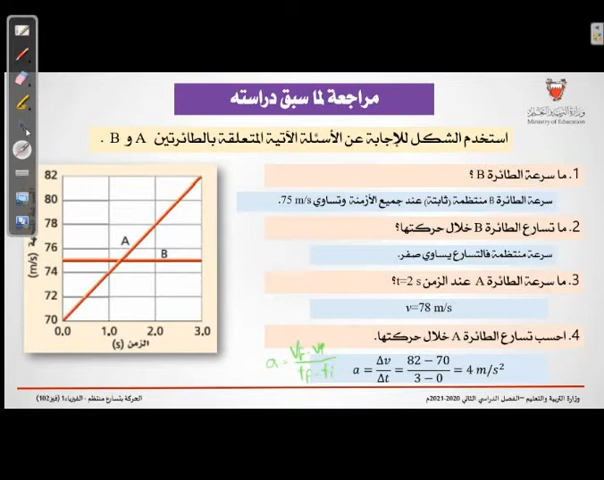 مراجعة لما سبق دراسته
وزارة التربية والتعليم
Ministry of Education
استخدم الشكل للإجابة عن الأسئلة الآتية المتعلقة بالطائرتين A و B .
1. ما سرعة الطائرة B ؟
سرعة الطائرة B منتظمة (ثابتة) عند جميع الأزمنة وتساوي 75 m/s.
2. ما تسارع الطائرة B خلال حركتها؟
سرعة منتظمة فالتسارع يساوي صفر.
3. ما سرعة الطائرة A عند الزمن t=2 s؟
v=78 m/s
4. احسب تسارع الطائرة A خلال حركتها.
a = Δv/Δt = (82 − 70)/(3 − 0) = 4 m/s²
82
80
78
76
74
72
70
0,0 1,0 2,0 3,0
A
B
(m/s)
الزمن (s)
وزارة التربية والتعليم –الفصل الدراسي الثاني 2020-2021م
الحركة بتسارع منتظم - الفيزياء1 (فيز102)